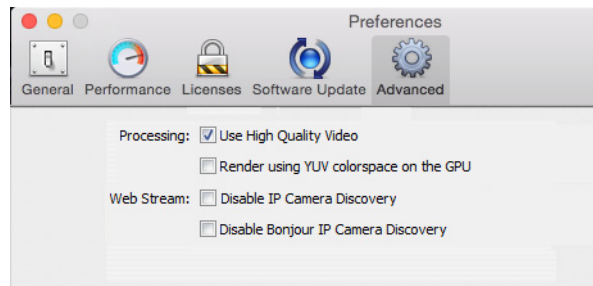 Preferences
General Performance Licenses Software Update Advanced
Processing: Use High Quality Video
Render using YUV colorspace on the GPU
Web Stream: Disable IP Camera Discovery
Disable Bonjour IP Camera Discovery